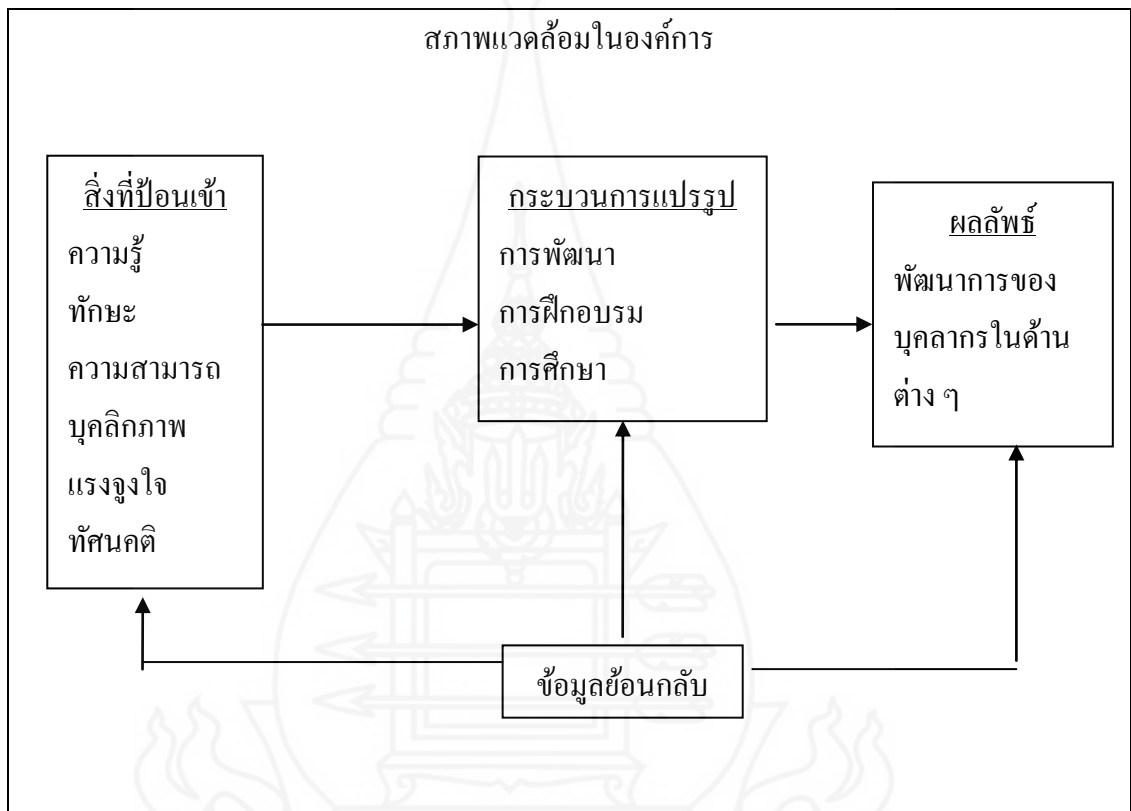 สภาพแวดล้อมในองค์การ
สิ่งที่ป้อนเข้า
ความรู้
ทักษะ
ความสามารถ
บุคลิกภาพ
แรงจูงใจ
ทัศนคติ
กระบวนการแปรรูป
การพัฒนา
การฝึกอบรม
การศึกษา
ผลลัพธ์
พัฒนาการของ
บุคลากรในด้าน
ต่าง ๆ
ข้อมูลย้อนกลับ